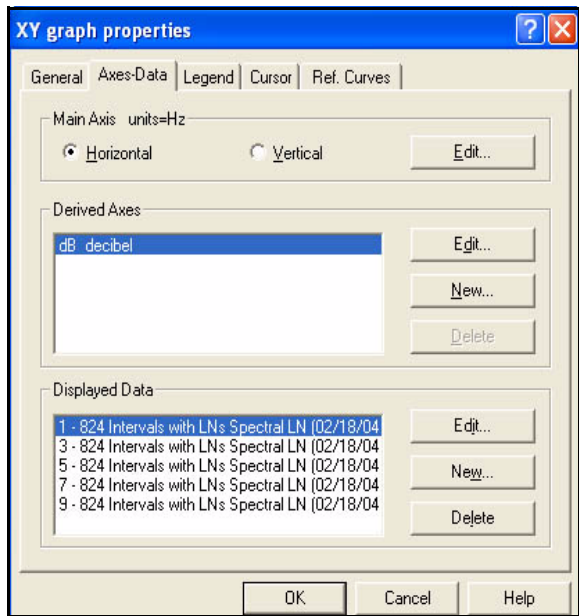 XY graph properties
General Axes-Data Legend Cursor Ref. Curves
Main Axis units=Hz
Horizontal Vertical Edit...
Derived Axes
dB decibel
Edit...
New...
Delete
Displayed Data
1 - 824 Intervals with LNs Spectral LN (02/18/04
3 - 824 Intervals with LNs Spectral LN (02/18/04
5 - 824 Intervals with LNs Spectral LN (02/18/04
7 - 824 Intervals with LNs Spectral LN (02/18/04
9 - 824 Intervals with LNs Spectral LN (02/18/04
Edit...
New...
Delete
OK Cancel Help